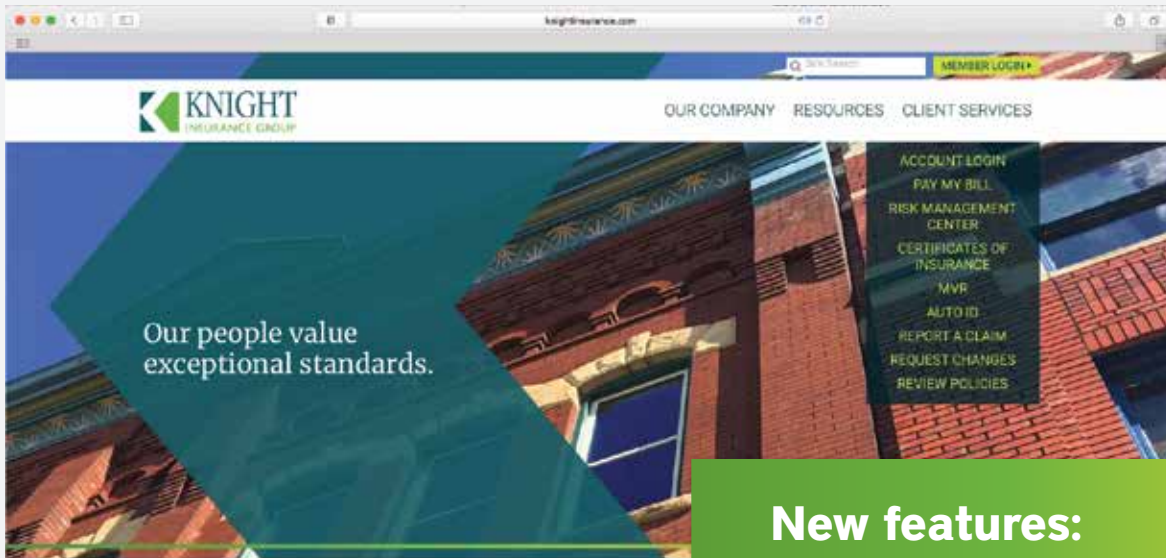 knightinsurance.com
Site Search
MEMBER LOGIN
KNIGHT
INSURANCE GROUP
OUR COMPANY RESOURCES CLIENT SERVICES
ACCOUNT LOGIN
PAY MY BILL
RISK MANAGEMENT
CENTER
CERTIFICATES OF
INSURANCE
MVR
AUTO ID
REPORT A CLAIM
REQUEST CHANGES
REVIEW POLICIES
Our people value
exceptional standards.
New features: